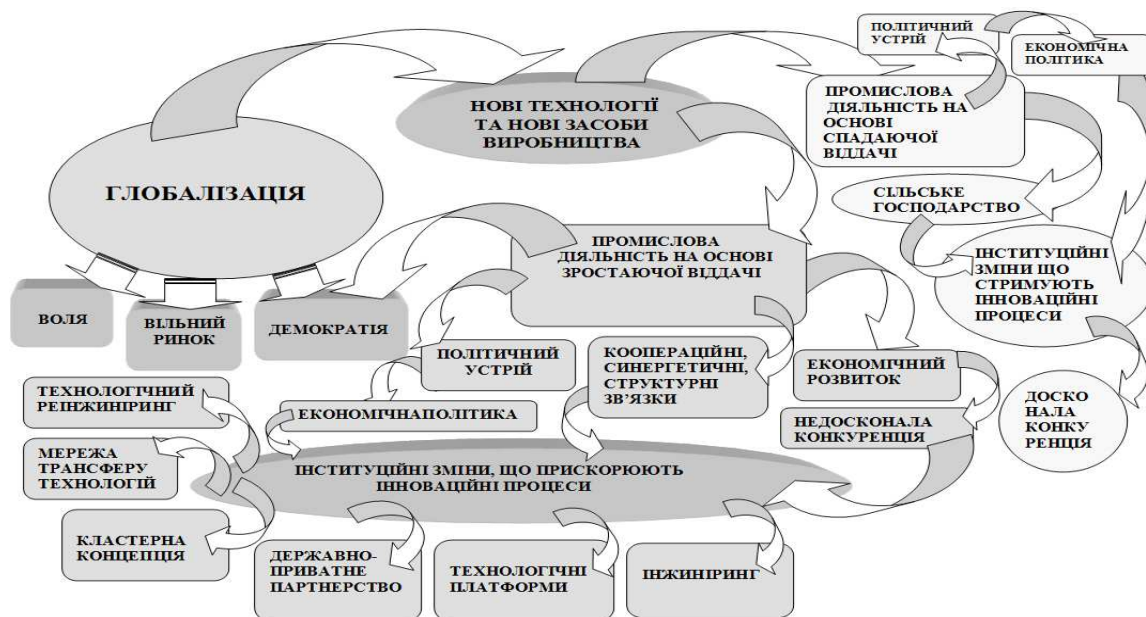 ПОЛІТИЧНИЙ
УСТРІЙ
ЕКОНОМІЧНА
ПОЛІТИКА
НОВІ ТЕХНОЛОГІЇ
ТА НОВІ ЗАСОБИ
ВИРОБНИЦТВА
ПРОМИСЛОВА
ДІЯЛЬНІСТЬ НА
ОСНОВІ
СПАДАЮЧОЇ
ВІДДАЧІ
ГЛОБАЛІЗАЦІЯ
СІЛЬСЬКЕ
ГОСПОДАРСТВО
ПРОМИСЛОВА
ДІЯЛЬНІСТЬ НА ОСНОВІ
ЗРОСТАЮЧОЇ ВІДДАЧІ
ІНСТИТУЦІЙНІ
ЗМІНИ ЩО
СТРИМУЮТЬ
ІННОВАЦІЙНІ
ПРОЦЕСИ
ВОЛЯ
ВІЛЬНИЙ
РИНОК
ДЕМОКРАТІЯ
ПОЛІТИЧНИЙ
УСТРІЙ
КООПЕРАЦІЙНІ,
СИНЕРГЕТИЧНІ,
СТРУКТУРНІ
ЗВ’ЯЗКИ
ЕКОНОМІЧНИЙ
РОЗВИТОК
ТЕХНОЛОГІЧНИЙ
РЕІНЖИНІРИНГ
ЕКОНОМІЧНАПОЛІТИКА
НЕДОСКОНАЛА
КОНКУРЕНЦІЯ
ДОСКО
НАЛА
КОНКУ
РЕНЦІЯ
МЕРЕЖА
ТРАНСФЕРУ
ТЕХНОЛОГІЙ
ІНСТИТУЦІЙНІ ЗМІНИ, ЩО ПРИСКОРЮЮТЬ
ІННОВАЦІЙНІ ПРОЦЕСИ
КЛАСТЕРНА
КОНЦЕПЦІЯ
ДЕРЖАВНО-
ПРИВАТНЕ
ПАРТНЕРСТВО
ТЕХНОЛОГІЧНІ
ПЛАТФОРМИ
ІНЖИНІРИНГ